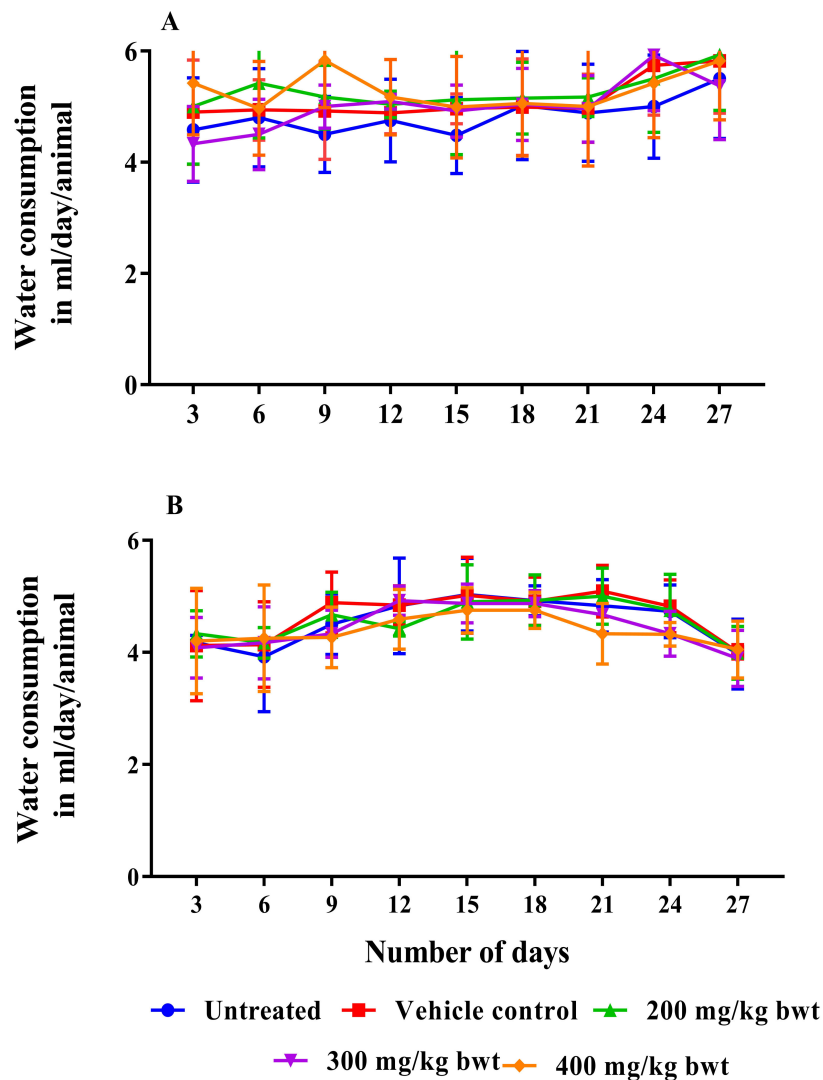 A
Water consumption
in ml/day/animal
6
4
2
0
3 6 9 12 15 18 21 24 27
B
Water consumption
in ml/day/animal
6
4
2
0
3 6 9 12 15 18 21 24 27
Number of days
Untreated Vehicle control 200 mg/kg bwt
300 mg/kg bwt 400 mg/kg bwt